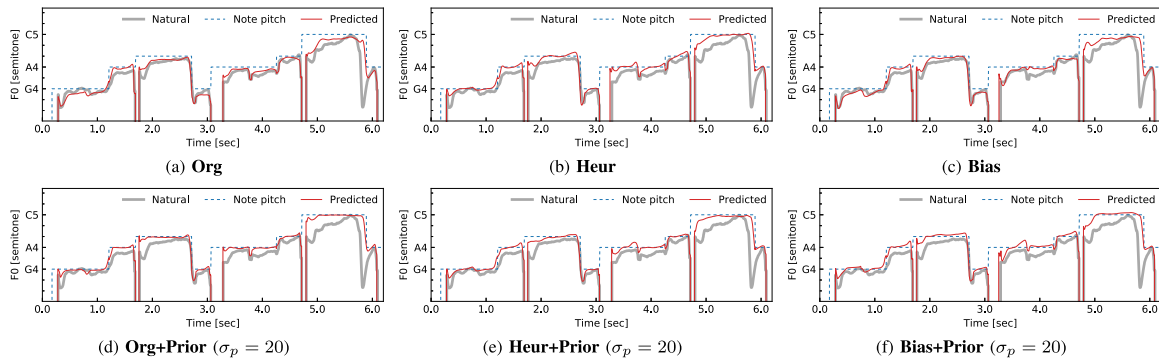 Natural Note pitch Predicted
C5
A4
G4
F0 [semitone]
0.0 1.0 2.0 3.0 4.0 5.0 6.0
Time [sec]
(a) Org
Natural Note pitch Predicted
C5
A4
G4
F0 [semitone]
0.0 1.0 2.0 3.0 4.0 5.0 6.0
Time [sec]
(b) Heur
Natural Note pitch Predicted
C5
A4
G4
F0 [semitone]
0.0 1.0 2.0 3.0 4.0 5.0 6.0
Time [sec]
(c) Bias
Natural Note pitch Predicted
C5
A4
G4
F0 [semitone]
0.0 1.0 2.0 3.0 4.0 5.0 6.0
Time [sec]
(d) Org+Prior (σp = 20)
Natural Note pitch Predicted
C5
A4
G4
F0 [semitone]
0.0 1.0 2.0 3.0 4.0 5.0 6.0
Time [sec]
(e) Heur+Prior (σp = 20)
Natural Note pitch Predicted
C5
A4
G4
F0 [semitone]
0.0 1.0 2.0 3.0 4.0 5.0 6.0
Time [sec]
(f) Bias+Prior (σp = 20)